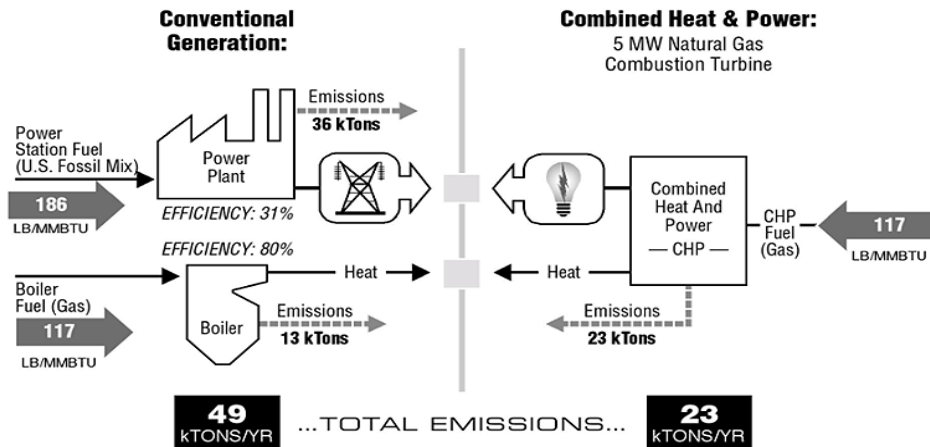 Conventional
Generation:
Combined Heat & Power:
5 MW Natural Gas
Combustion Turbine
Emissions
36 kTons
Power
Station Fuel
(U.S. Fossil Mix)
186
LB/MMBTU
Power
Plant
EFFICIENCY: 31%
EFFICIENCY: 80%
Combined
Heat And
Power
— CHP —
CHP
Fuel
(Gas)
117
LB/MMBTU
Heat
Heat
Boiler
Fuel (Gas)
117
LB/MMBTU
Boiler
Emissions
13 kTons
Emissions
23 kTons
49
kTONS/YR
...TOTAL EMISSIONS...
23
kTONS/YR